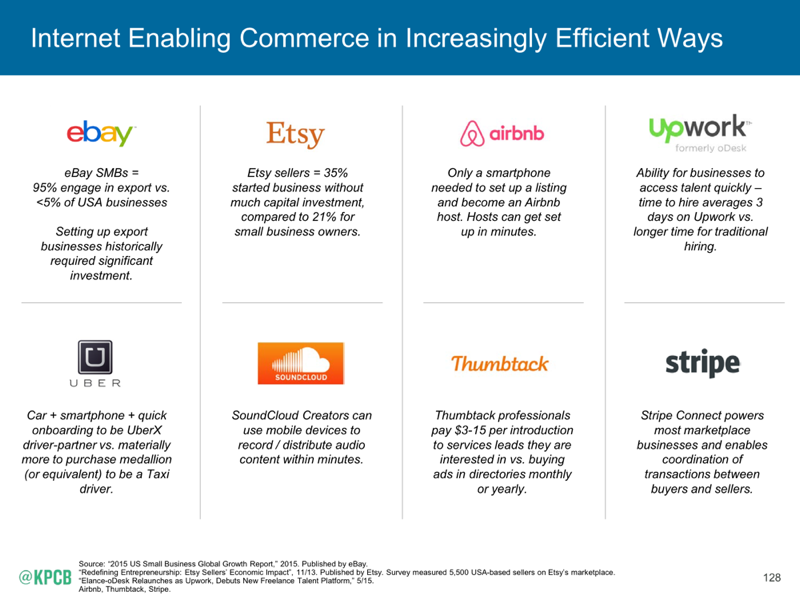 Internet Enabling Commerce in Increasingly Efficient Ways
ebay™
eBay SMBs =
95% engage in export vs.
<5% of USA businesses
Setting up export
businesses historically
required significant
investment.
Etsy
Etsy sellers = 35%
started business without
much capital investment,
compared to 21% for
small business owners.
airbnb
Only a smartphone
needed to set up a listing
and become an Airbnb
host. Hosts can get set
up in minutes.
upwork™
formerly oDesk
Ability for businesses to
access talent quickly –
time to hire averages 3
days on Upwork vs.
longer time for traditional
hiring.
U
UBER
Car + smartphone + quick
onboarding to be UberX
driver-partner vs. materially
more to purchase medallion
(or equivalent) to be a Taxi
driver.
SOUNDCLOUD
SoundCloud Creators can
use mobile devices to
record / distribute audio
content within minutes.
Thumbtack
Thumbtack professionals
pay $3-15 per introduction
to services leads they are
interested in vs. buying
ads in directories monthly
or yearly.
stripe
Stripe Connect powers
most marketplace
businesses and enables
coordination of
transactions between
buyers and sellers.
@KPCB
Source: “2015 US Small Business Global Growth Report,” 2015. Published by eBay.
“Redefining Entrepreneurship: Etsy Sellers’ Economic Impact”, 11/13. Published by Etsy. Survey measured 5,500 USA-based sellers on Etsy’s marketplace.
“Elance-oDesk Relaunches as Upwork, Debuts New Freelance Talent Platform,” 5/15.
Airbnb, Thumbtack, Stripe.
128